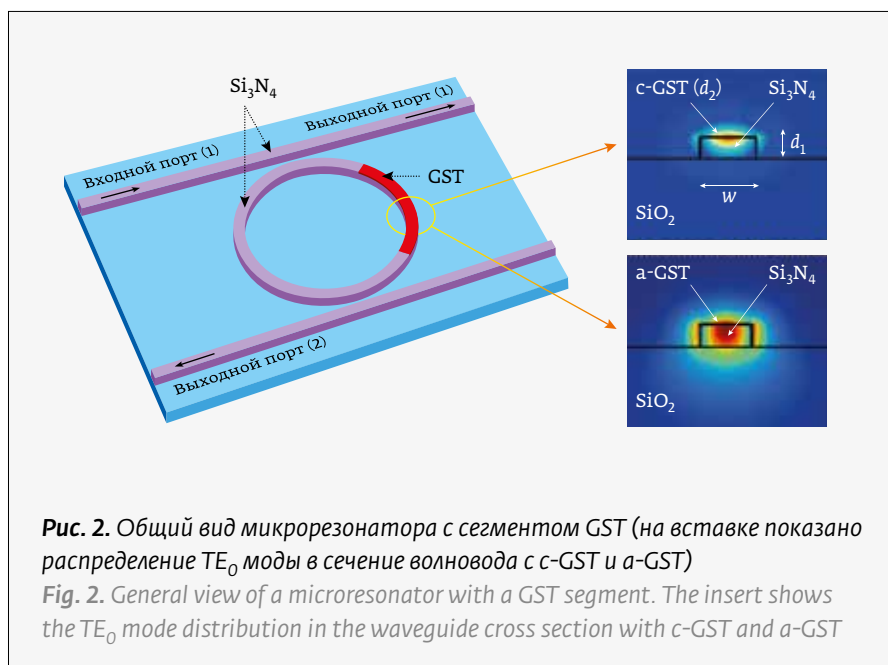 Si₃N₄
Выходной порт (1)
Входной порт (1)
GST
Выходной порт (2)
c-GST (d₂)
Si₃N₄
d₁
w
SiO₂
a-GST
Si₃N₄
SiO₂
Рис. 2. Общий вид микрорезонатора с сегментом GST (на вставке показано
распределение TE₀ моды в сечение волновода с c-GST и a-GST)
Fig. 2. General view of a microresonator with a GST segment. The insert shows
the TE₀ mode distribution in the waveguide cross section with c-GST and a-GST